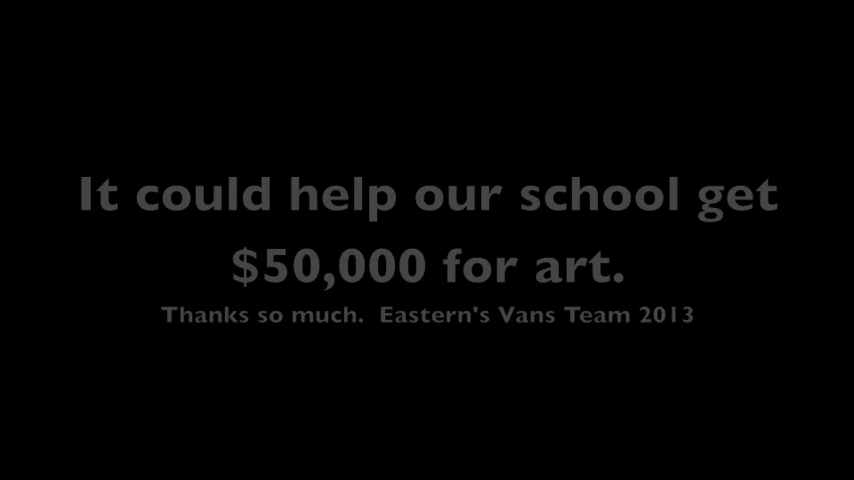 It could help our school get
$50,000 for art.
Thanks so much.  Eastern's Vans Team 2013